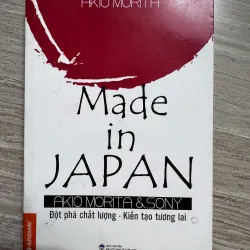 AKIO MORITA
Made
in
JAPAN
AKIO MORITA & SONY
Đột phá chất lượng - Kiến tạo tương lai